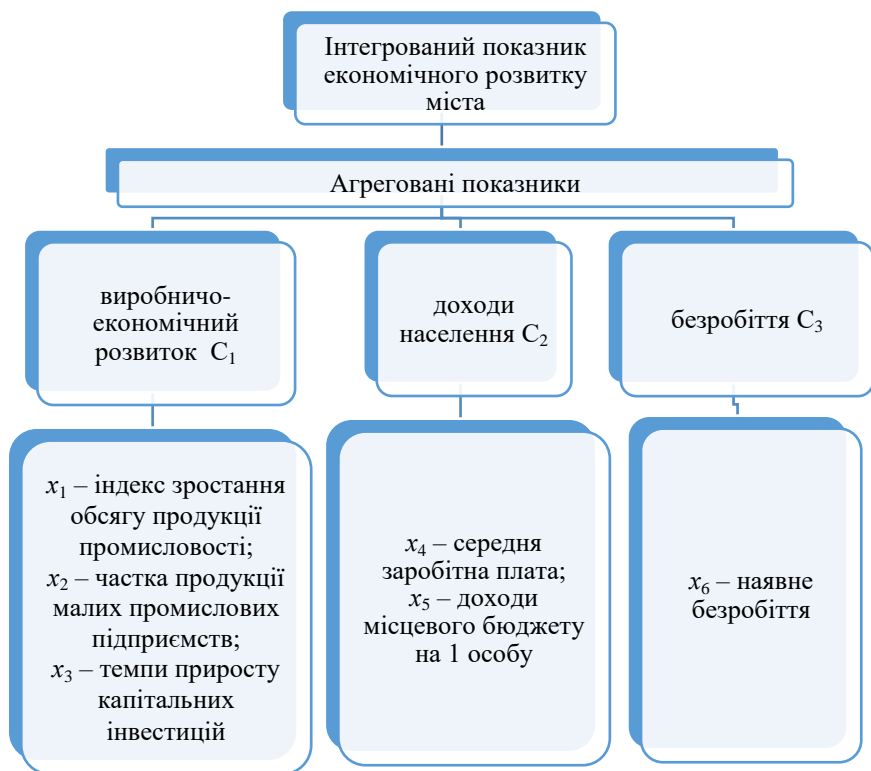 Інтегрований показник
економічного розвитку
міста
Агреговані показники
виробничо-
економічний
розвиток C₁
доходи
населення C₂
безробіття C₃
x₁ – індекс зростання
обсягу продукції
промисловості;
x₂ – частка продукції
малих промислових
підприємств;
x₃ – темпи приросту
капітальних
інвестицій
x₄ – середня
заробітна плата;
x₅ – доходи
місцевого бюджету
на 1 особу
x₆ – наявне
безробіття